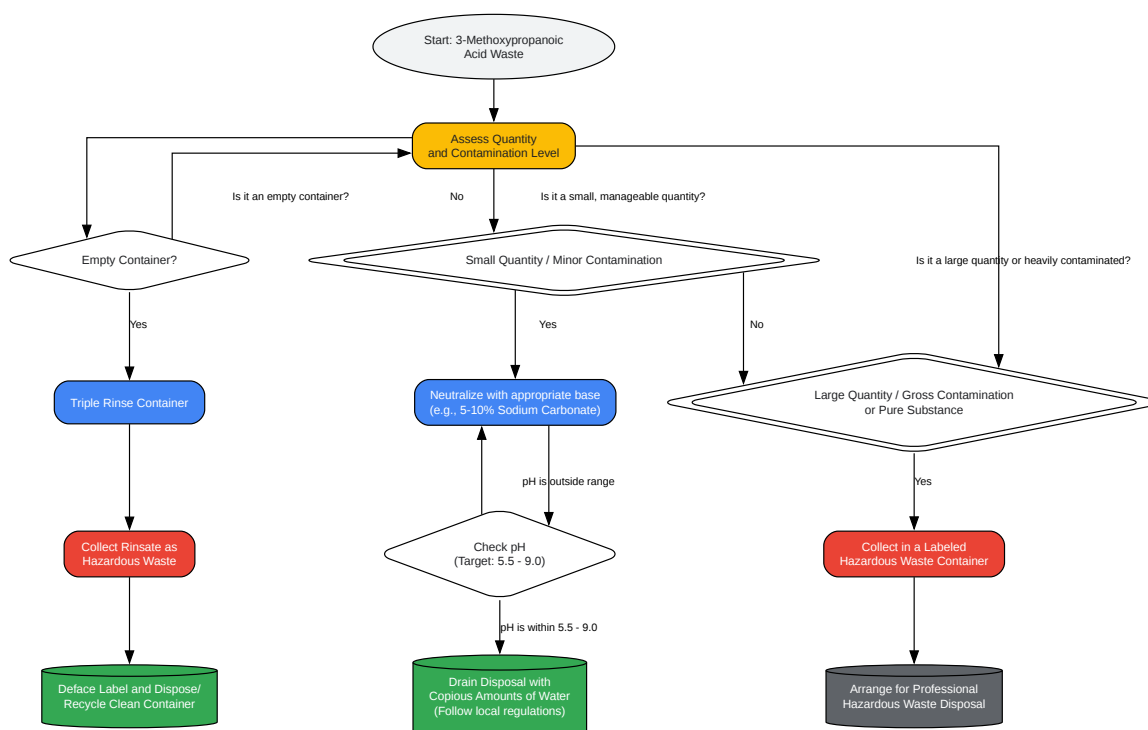 Start: 3-Methoxypropanoic
Acid Waste
Assess Quantity
and Contamination Level
Is it an empty container?
No
Is it a small, manageable quantity?
Empty Container?
Small Quantity / Minor Contamination
Is it a large quantity or heavily contaminated?
Yes
Yes
No
Triple Rinse Container
Neutralize with appropriate base
(e.g., 5-10% Sodium Carbonate)
Large Quantity / Gross Contamination
or Pure Substance
pH is outside range
Yes
Collect Rinsate as
Hazardous Waste
Check pH
(Target: 5.5 - 9.0)
Collect in a Labeled
Hazardous Waste Container
pH is within 5.5 - 9.0
Deface Label and Dispose/
Recycle Clean Container
Drain Disposal with
Copious Amounts of Water
(Follow local regulations)
Arrange for Professional
Hazardous Waste Disposal